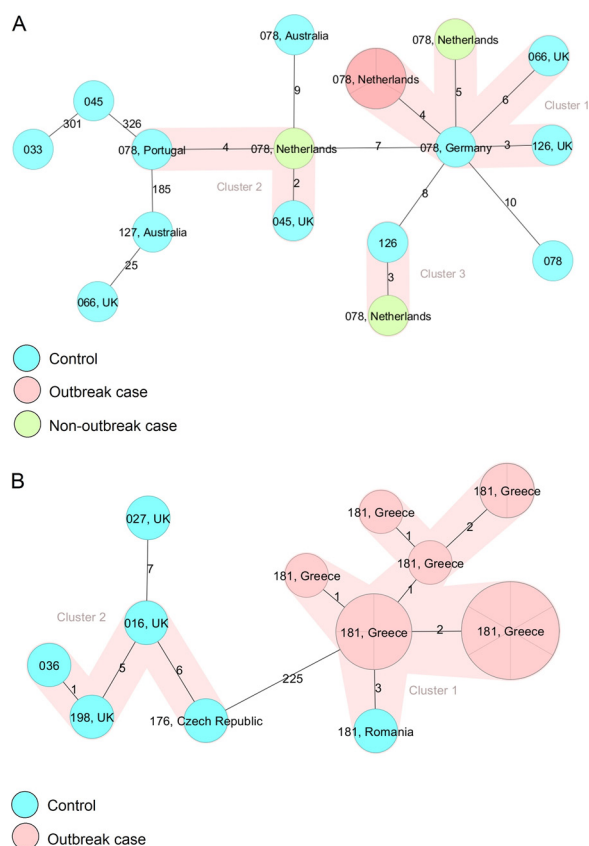 A
078, Australia
078, Netherlands
066, UK
078, Netherlands
9
5
045
4
6
Cluster 1
301
326
033
078, Portugal
4
078, Netherlands
7
078, Germany
3
126, UK
Cluster 2
2
185
8
10
045, UK
127, Australia
126
25
078
3
Cluster 3
066, UK
078, Netherlands
Control
Outbreak case
Non-outbreak case
B
181, Greece
181, Greece
027, UK
2
1
181, Greece
7
181, Greece
1
1
Cluster 2
016, UK
181, Greece
2
181, Greece
036
5
6
225
1
3
Cluster 1
198, UK
176, Czech Republic
181, Romania
Control
Outbreak case